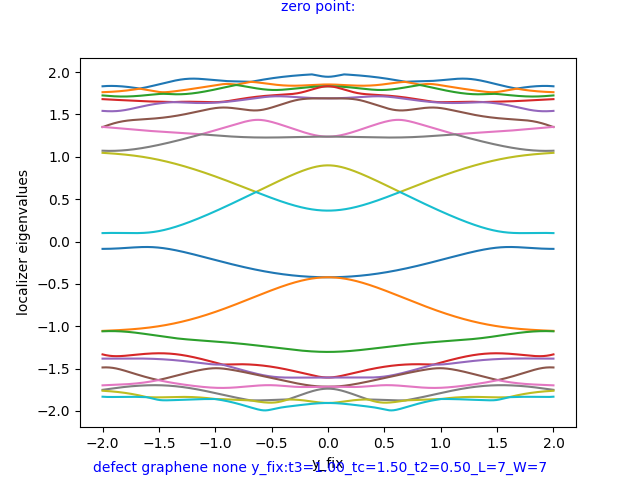 zero point:
localizer eigenvalues
2.0
1.5
1.0
0.5
0.0
−0.5
−1.0
−1.5
−2.0
−2.0 −1.5 −1.0 −0.5 0.0 0.5 1.0 1.5 2.0
y_fix
defect graphene none y_fix:t3=1.00_tc=1.50_t2=0.50_L=7_W=7